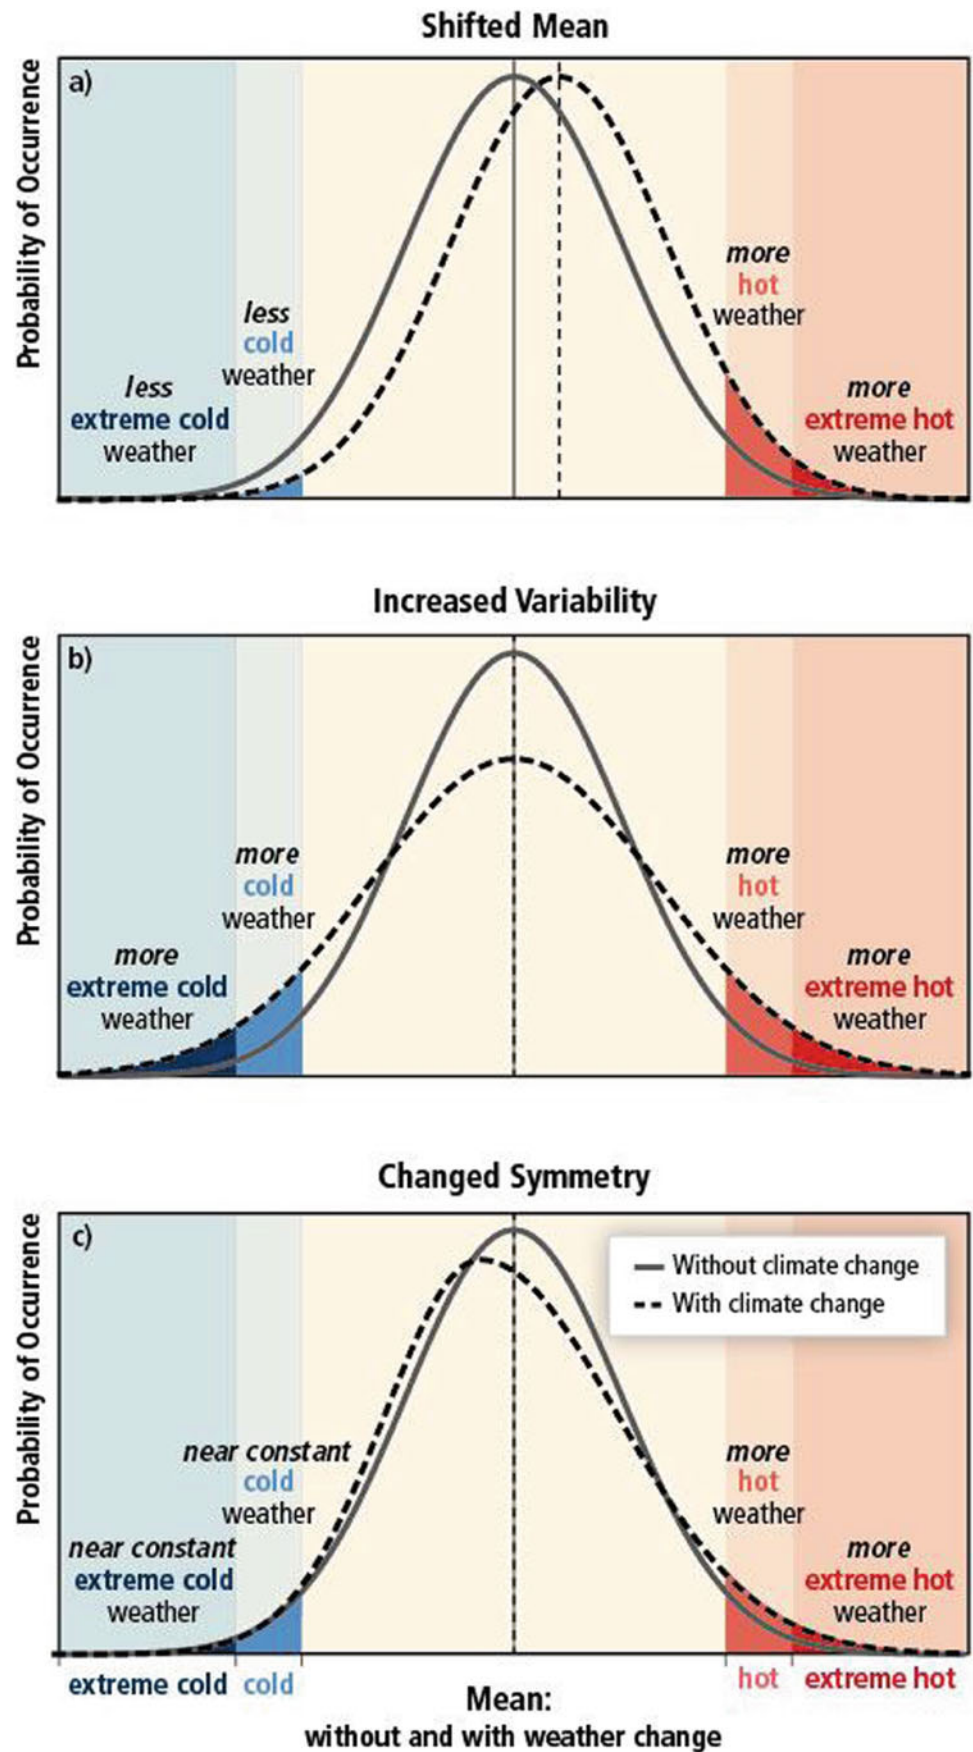 Shifted Mean
a)
Probability of Occurrence
less
extreme cold
weather
less
cold
weather
more
hot
weather
more
extreme hot
weather
Increased Variability
b)
Probability of Occurrence
more
extreme cold
weather
more
cold
weather
more
hot
weather
more
extreme hot
weather
Changed Symmetry
c)
Probability of Occurrence
Without climate change
With climate change
near constant
extreme cold
weather
near constant
cold
weather
more
hot
weather
more
extreme hot
weather
extreme cold
cold
hot
extreme hot
Mean:
without and with weather change